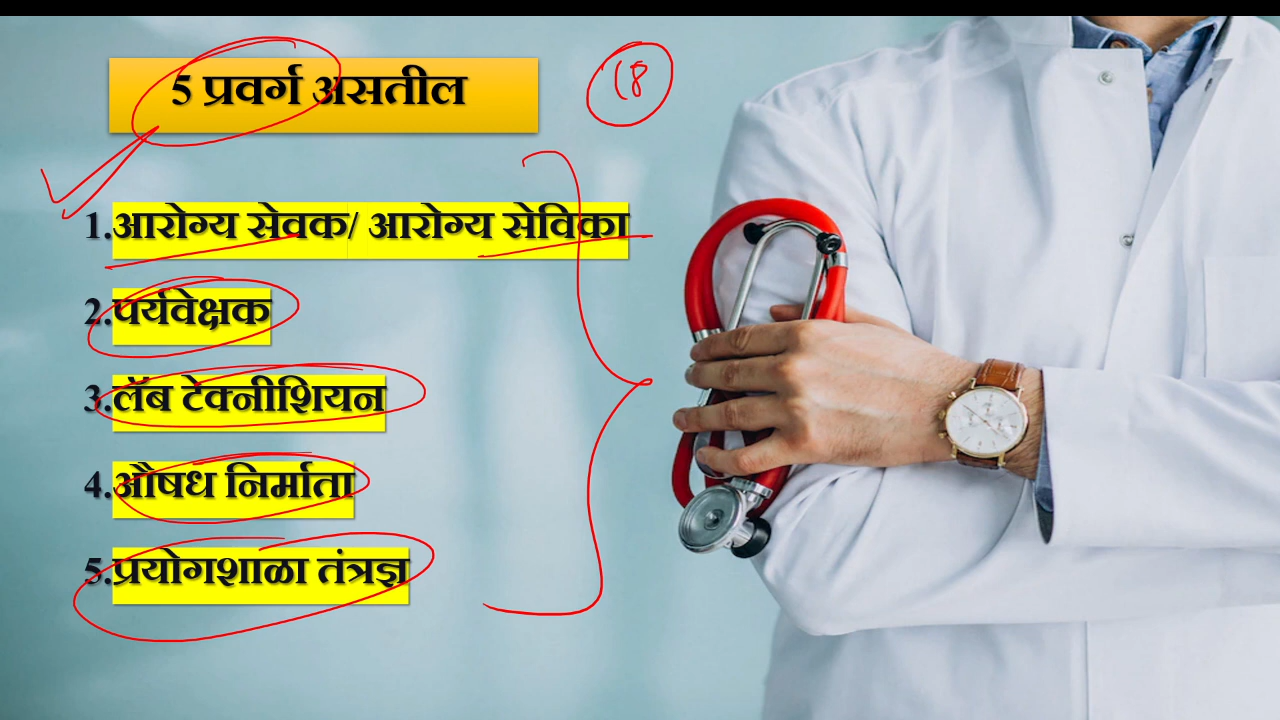 5 प्रवर्ग असतील
18
1.आरोग्य सेवक/ आरोग्य सेविका
2.पर्यवेक्षक
3.लॅब टेक्नीशियन
4.औषध निर्माता
5.प्रयोगशाळा तंत्रज्ञ